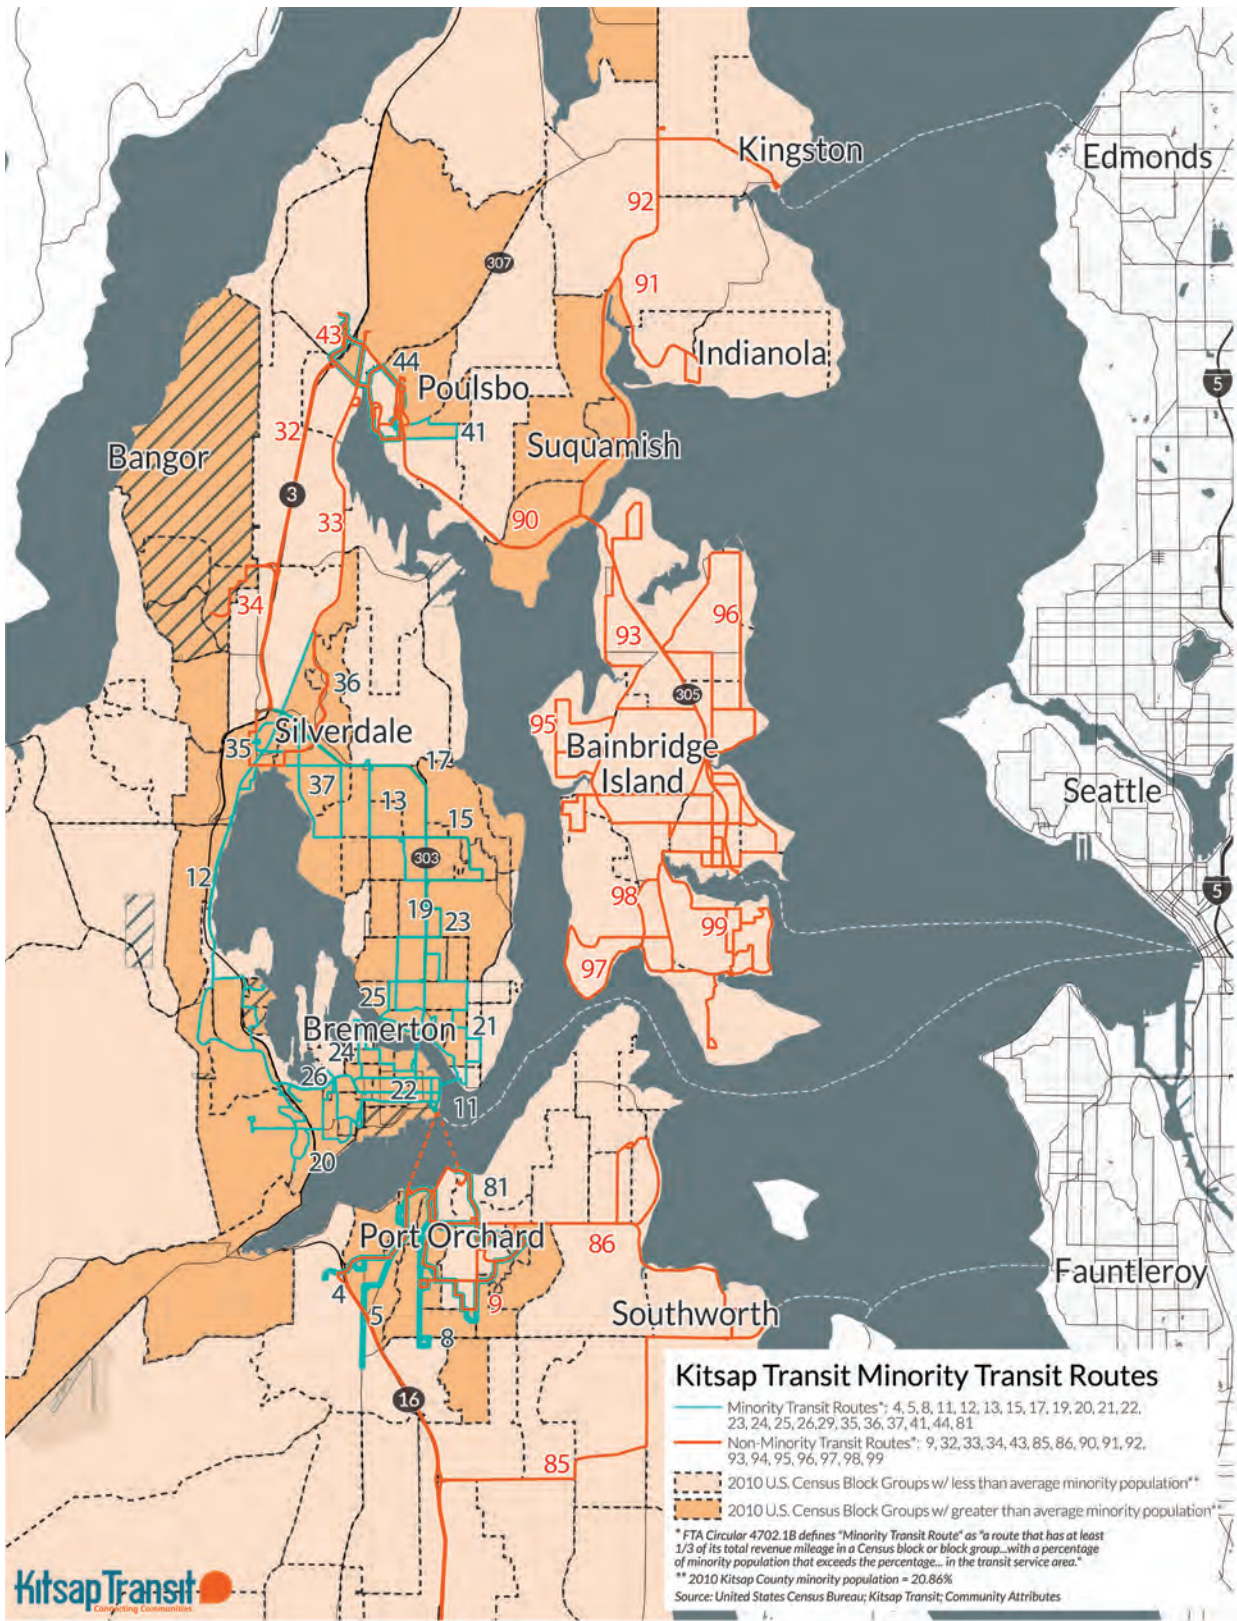 Kingston
Edmonds
92
307
91
43
Indianola
44
Poulsbo
5
32
41
Suquamish
Bangor
3
33
90
34
96
93
36
305
95
Silverdale
35
Bainbridge
Island
17
37
13
Seattle
15
303
12
5
98
19
23
99
97
25
Bremerton
21
24
26
22
11
20
81
Port Orchard
86
Fauntleroy
4
9
5
Southworth
8
16
85
Kitsap Transit Minority Transit Routes
Minority Transit Routes*: 4, 5, 8, 11, 12, 13, 15, 17, 19, 20, 21, 22,
23, 24, 25, 26,29, 35, 36, 37, 41, 44, 81
Non-Minority Transit Routes*: 9, 32, 33, 34, 43, 85, 86, 90, 91, 92,
93, 94, 95, 96, 97, 98, 99
2010 U.S. Census Block Groups w/ less than average minority population**
2010 U.S. Census Block Groups w/ greater than average minority population**
* FTA Circular 4702.1B defines "Minority Transit Route" as "a route that has at least
1/3 of its total revenue mileage in a Census block or block group...with a percentage
of minority population that exceeds the percentage... in the transit service area."
** 2010 Kitsap County minority population = 20.86%
Source: United States Census Bureau; Kitsap Transit; Community Attributes
Kitsap Transit
Connecting Communities